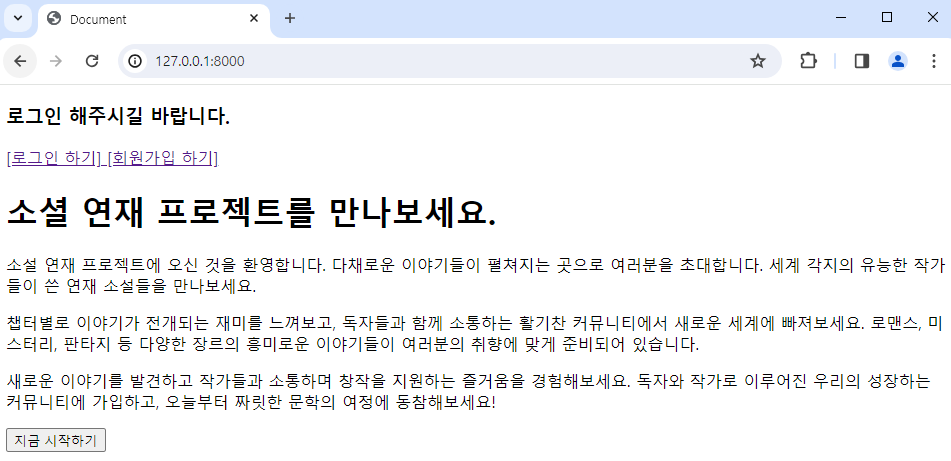 Document
127.0.0.1:8000
로그인 해주시길 바랍니다.
[로그인 하기] [회원가입 하기]
소셜 연재 프로젝트를 만나보세요.
소설 연재 프로젝트에 오신 것을 환영합니다. 다채로운 이야기들이 펼쳐지는 곳으로 여러분을 초대합니다. 세계 각지의 유능한 작가
들이 쓴 연재 소설들을 만나보세요.
챕터별로 이야기가 전개되는 재미를 느껴보고, 독자들과 함께 소통하는 활기찬 커뮤니티에서 새로운 세계에 빠져보세요. 로맨스, 미
스터리, 판타지 등 다양한 장르의 흥미로운 이야기들이 여러분의 취향에 맞게 준비되어 있습니다.
새로운 이야기를 발견하고 작가들과 소통하며 창작을 지원하는 즐거움을 경험해보세요. 독자와 작가로 이루어진 우리의 성장하는
커뮤니티에 가입하고, 오늘부터 짜릿한 문학의 여정에 동참해보세요!
지금 시작하기